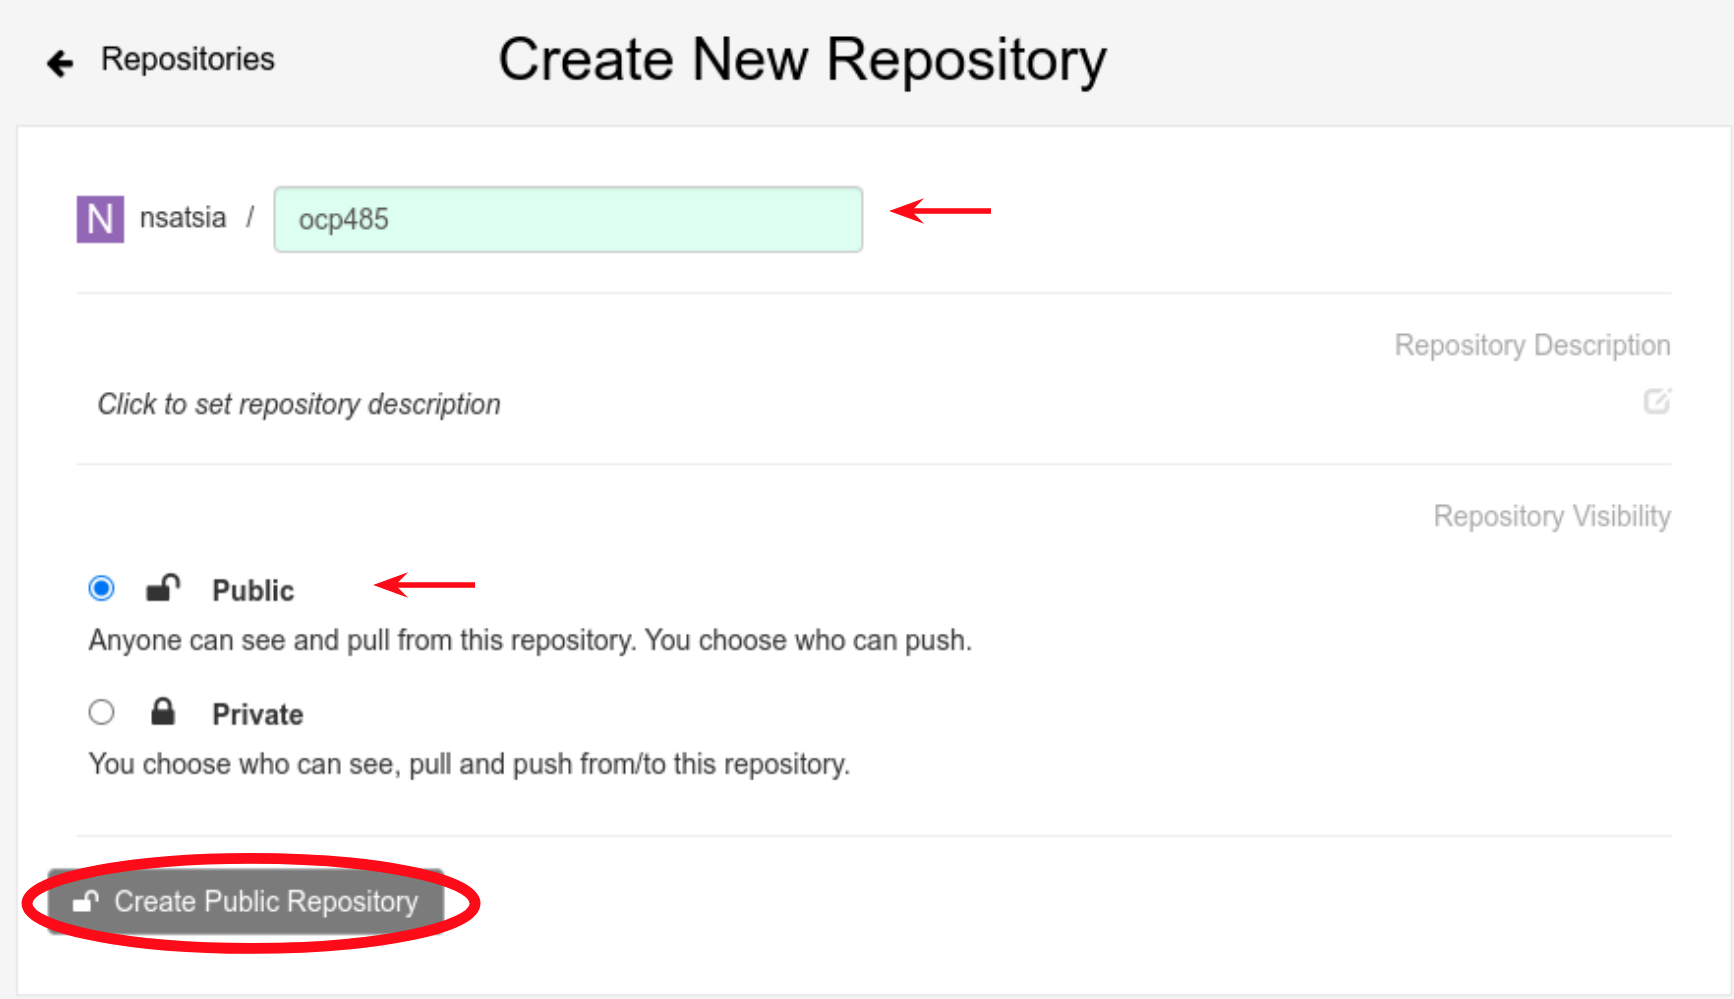 Repositories
Create New Repository
N nsatsia / ocp485
Repository Description
Click to set repository description
Repository Visibility
Public
Anyone can see and pull from this repository. You choose who can push.
Private
You choose who can see, pull and push from/to this repository.
Create Public Repository